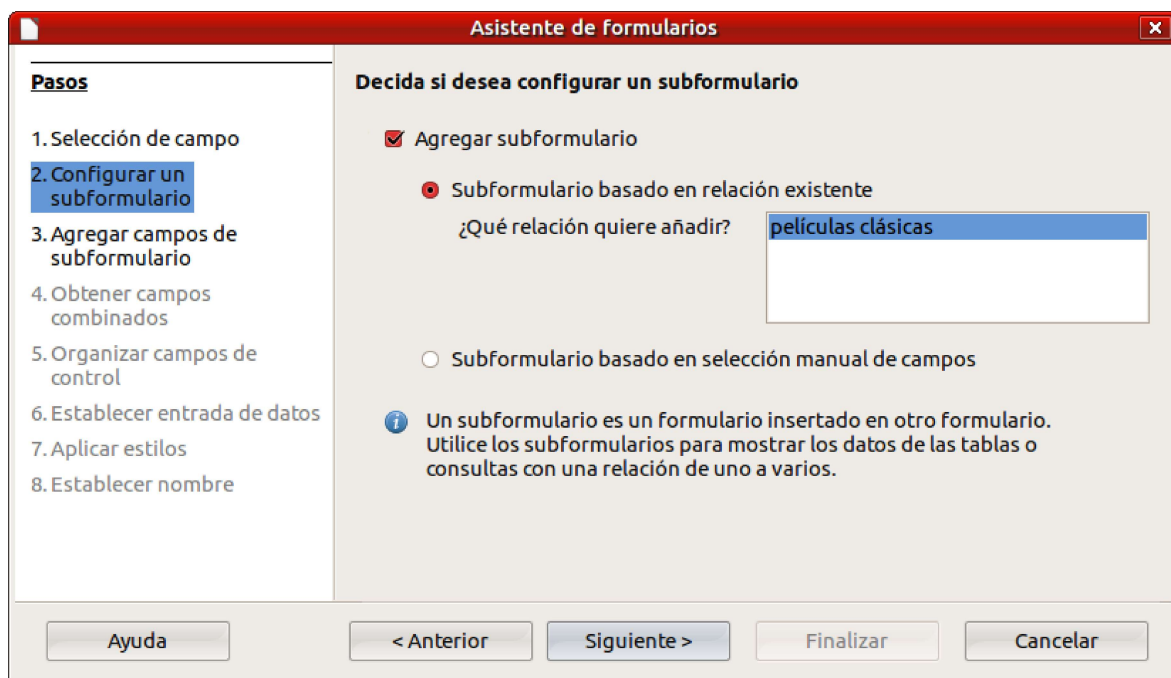 Asistente de formularios
Pasos
1. Selección de campo
2. Configurar un
subformulario
3. Agregar campos de
subformulario
4. Obtener campos
combinados
5. Organizar campos de
control
6. Establecer entrada de datos
7. Aplicar estilos
8. Establecer nombre
Decida si desea configurar un subformulario
Agregar subformulario
Subformulario basado en relación existente
¿Qué relación quiere añadir?
películas clásicas
Subformulario basado en selección manual de campos
Un subformulario es un formulario insertado en otro formulario.
Utilice los subformularios para mostrar los datos de las tablas o
consultas con una relación de uno a varios.
Ayuda
< Anterior
Siguiente >
Finalizar
Cancelar